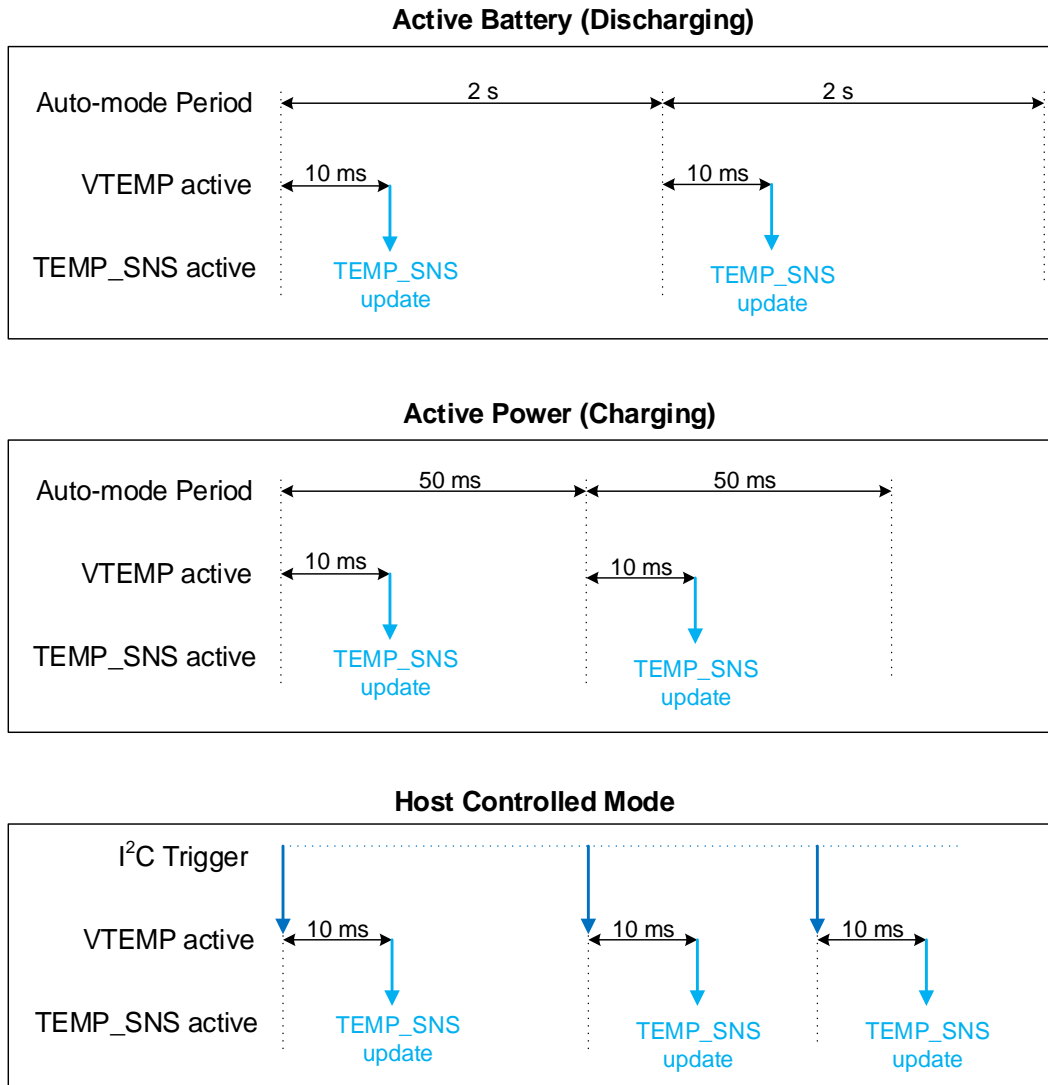 Active Battery (Discharging)
Auto-mode Period
2 s
2 s
VTEMP active
10 ms
10 ms
TEMP_SNS active
TEMP_SNS
update
TEMP_SNS
update
Active Power (Charging)
Auto-mode Period
50 ms
50 ms
VTEMP active
10 ms
10 ms
TEMP_SNS active
TEMP_SNS
update
TEMP_SNS
update
Host Controlled Mode
I²C Trigger
VTEMP active
10 ms
10 ms
10 ms
TEMP_SNS active
TEMP_SNS
update
TEMP_SNS
update
TEMP_SNS
update